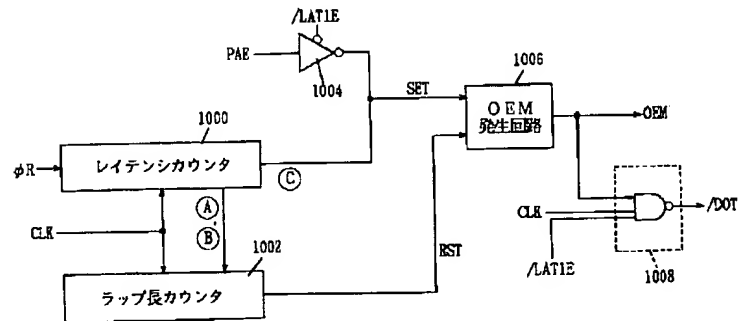 /LAT1E
PAE
1004
1006
SET
OEM
発生回路
OEM
1000
φR
レイテンシカウンタ
Ⓒ
Ⓐ,
Ⓑ
CLK
CLK
/DOT
1002
RST
/LAT1E
1008
ラップ長カウンタ